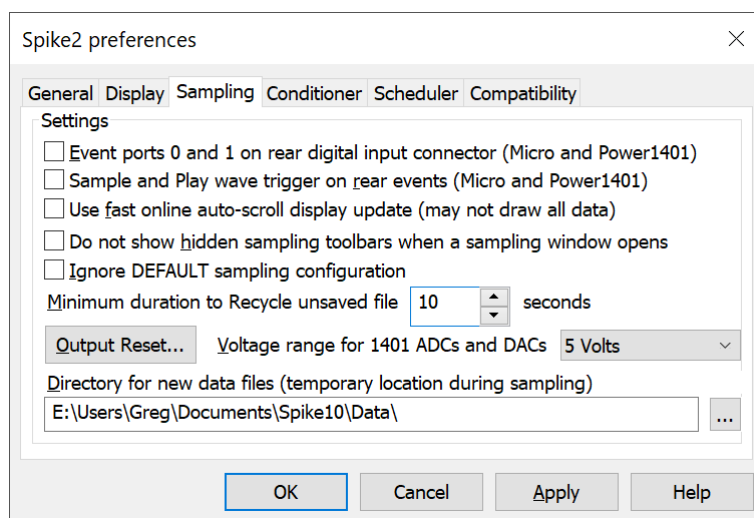 Spike2 preferences
General Display Sampling Conditioner Scheduler Compatibility
Settings
Event ports 0 and 1 on rear digital input connector (Micro and Power1401)
Sample and Play wave trigger on rear events (Micro and Power1401)
Use fast online auto-scroll display update (may not draw all data)
Do not show hidden sampling toolbars when a sampling window opens
Ignore DEFAULT sampling configuration
Minimum duration to Recycle unsaved file 10 seconds
Output Reset... Voltage range for 1401 ADCs and DACs 5 Volts
Directory for new data files (temporary location during sampling)
E:\Users\Greg\Documents\Spike10\Data\ ...
OK Cancel Apply Help